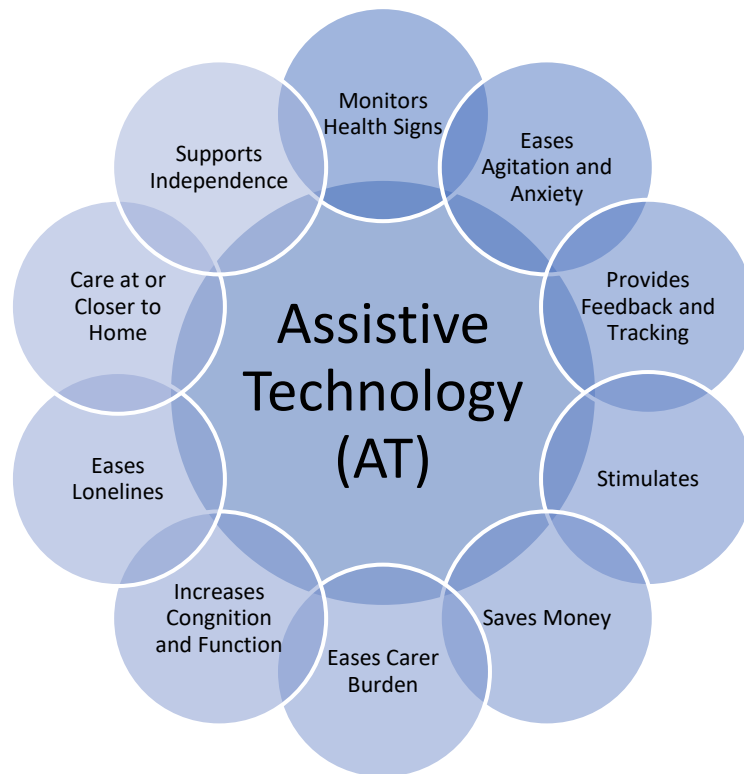 Monitors
Health Signs
Eases
Agitation and
Anxiety
Provides
Feedback and
Tracking
Stimulates
Saves Money
Eases Carer
Burden
Increases
Congnition
and Function
Eases
Lonelines
Care at or
Closer to
Home
Supports
Independence
Assistive
Technology
(AT)